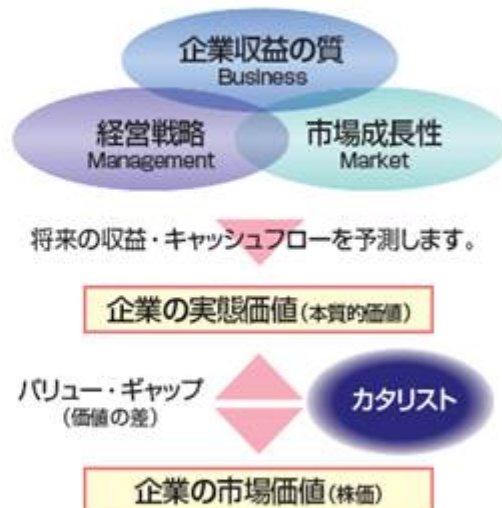 企業収益の質
Business
経営戦略
Management
市場成長性
Market
将来の収益・キャッシュフローを予測します。
企業の実態価値(本質的価値)
バリュー・ギャップ
(価値の差)
カタリスト
企業の市場価値(株価)